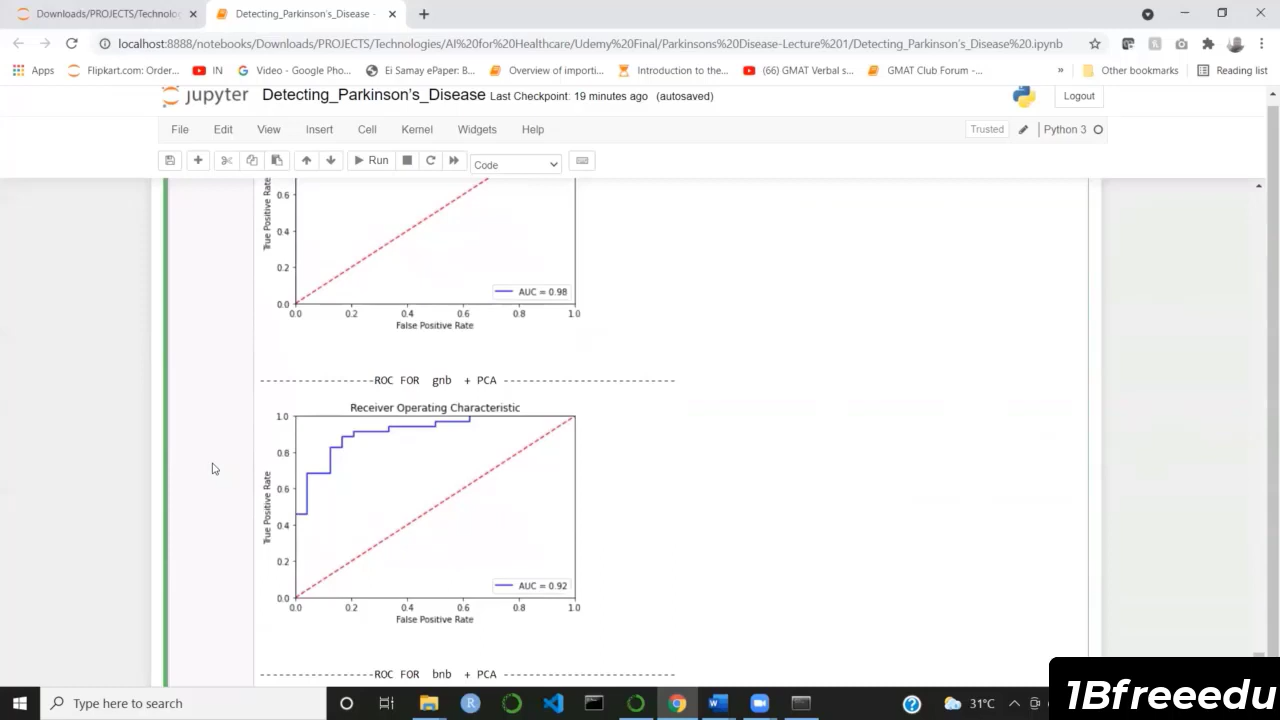 Downloads/PROJECTS/Technolog
Detecting_Parkinson's_Disease -
localhost:8888/notebooks/Downloads/PROJECTS/Technologies/AI%20for%20Healthcare/Udemy%20Final/Parkinsons%20Disease-Lecture%201/Detecting_Parkinson's_Disease%20.ipynb
Apps
Flipkart.com: Order...
IN
Video - Google Pho...
Ei Samay ePaper: B...
Overview of importi...
Introduction to the...
(66) GMAT Verbal s...
GMAT Club Forum -...
»
Other bookmarks
Reading list
jupyter
Detecting_Parkinson's_Disease
Last Checkpoint: 19 minutes ago (autosaved)
Logout
File
Edit
View
Insert
Cell
Kernel
Widgets
Help
Trusted
Python 3
Run
Code
True Positive Rate
0.6
0.4
0.2
0.0
AUC = 0.98
0.0 0.2 0.4 0.6 0.8 1.0
False Positive Rate
--------------------ROC FOR gnb + PCA ------------------------------
Receiver Operating Characteristic
True Positive Rate
1.0
0.8
0.6
0.4
0.2
0.0
AUC = 0.92
0.0 0.2 0.4 0.6 0.8 1.0
False Positive Rate
--------------------ROC FOR bnb + PCA ------------------------------
Type here to search
31°C
1Bfreeedu